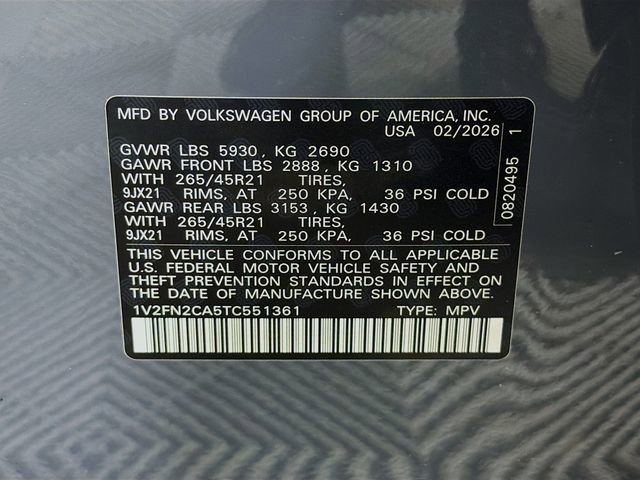 MFD BY VOLKSWAGEN GROUP OF AMERICA, INC.
USA 02/2026
GVWR LBS 5930, KG 2690
GAWR FRONT LBS 2888, KG 1310
WITH 265/45R21 TIRES,
9JX21 RIMS, AT 250 KPA, 36 PSI COLD
GAWR REAR LBS 3153, KG 1430
WITH 265/45R21 TIRES,
9JX21 RIMS, AT 250 KPA, 36 PSI COLD
THIS VEHICLE CONFORMS TO ALL APPLICABLE
U.S. FEDERAL MOTOR VEHICLE SAFETY AND
THEFT PREVENTION STANDARDS IN EFFECT ON
THE DATE OF MANUFACTURE SHOWN ABOVE.
1V2FN2CA5TC551361 TYPE: MPV
0820495 1